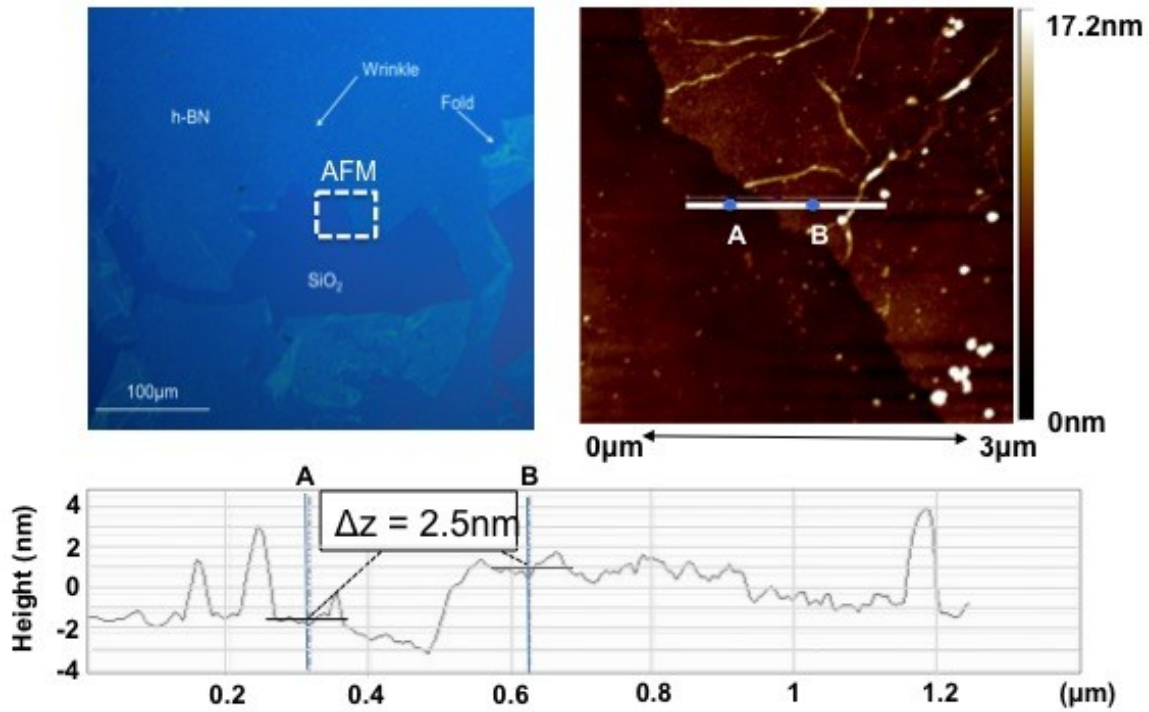 Wrinkle
Fold
h-BN
AFM
SiO₂
100µm
17.2nm
A B
0nm
0µm 3µm
A B
Δz = 2.5nm
Height (nm)
4
2
0
-2
-4
0.2 0.4 0.6 0.8 1 1.2 (µm)